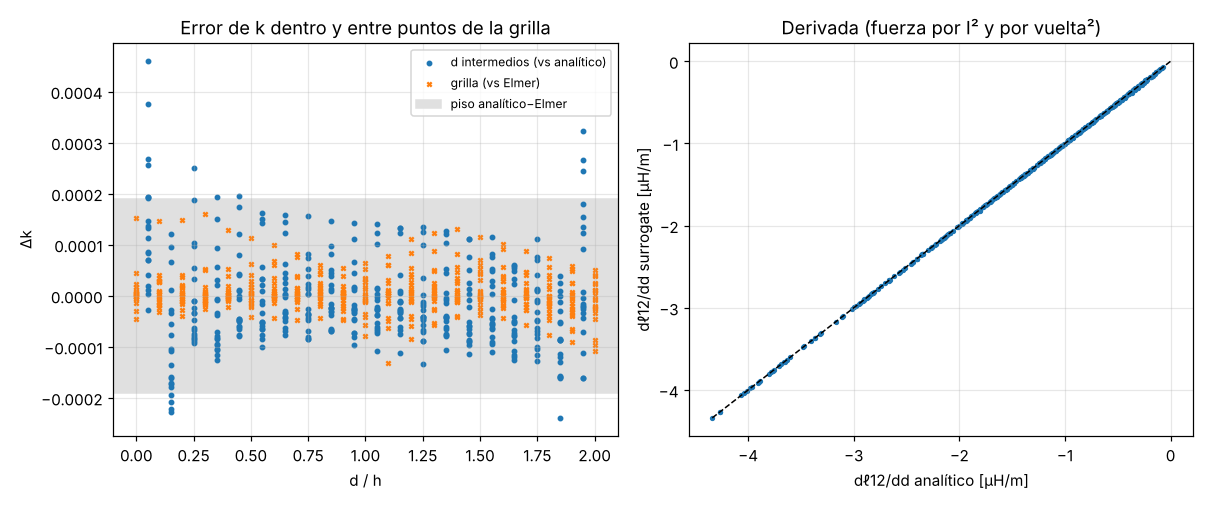 Error de k dentro y entre puntos de la grilla
Δk
0.0004
0.0003
0.0002
0.0001
0.0000
−0.0001
−0.0002
d intermedios (vs analítico)
grilla (vs Elmer)
piso analítico−Elmer
0.00 0.25 0.50 0.75 1.00 1.25 1.50 1.75 2.00
d / h
Derivada (fuerza por I² y por vuelta²)
dℓ12/dd surrogate [μH/m]
0
−1
−2
−3
−4
−4 −3 −2 −1 0
dℓ12/dd analítico [μH/m]